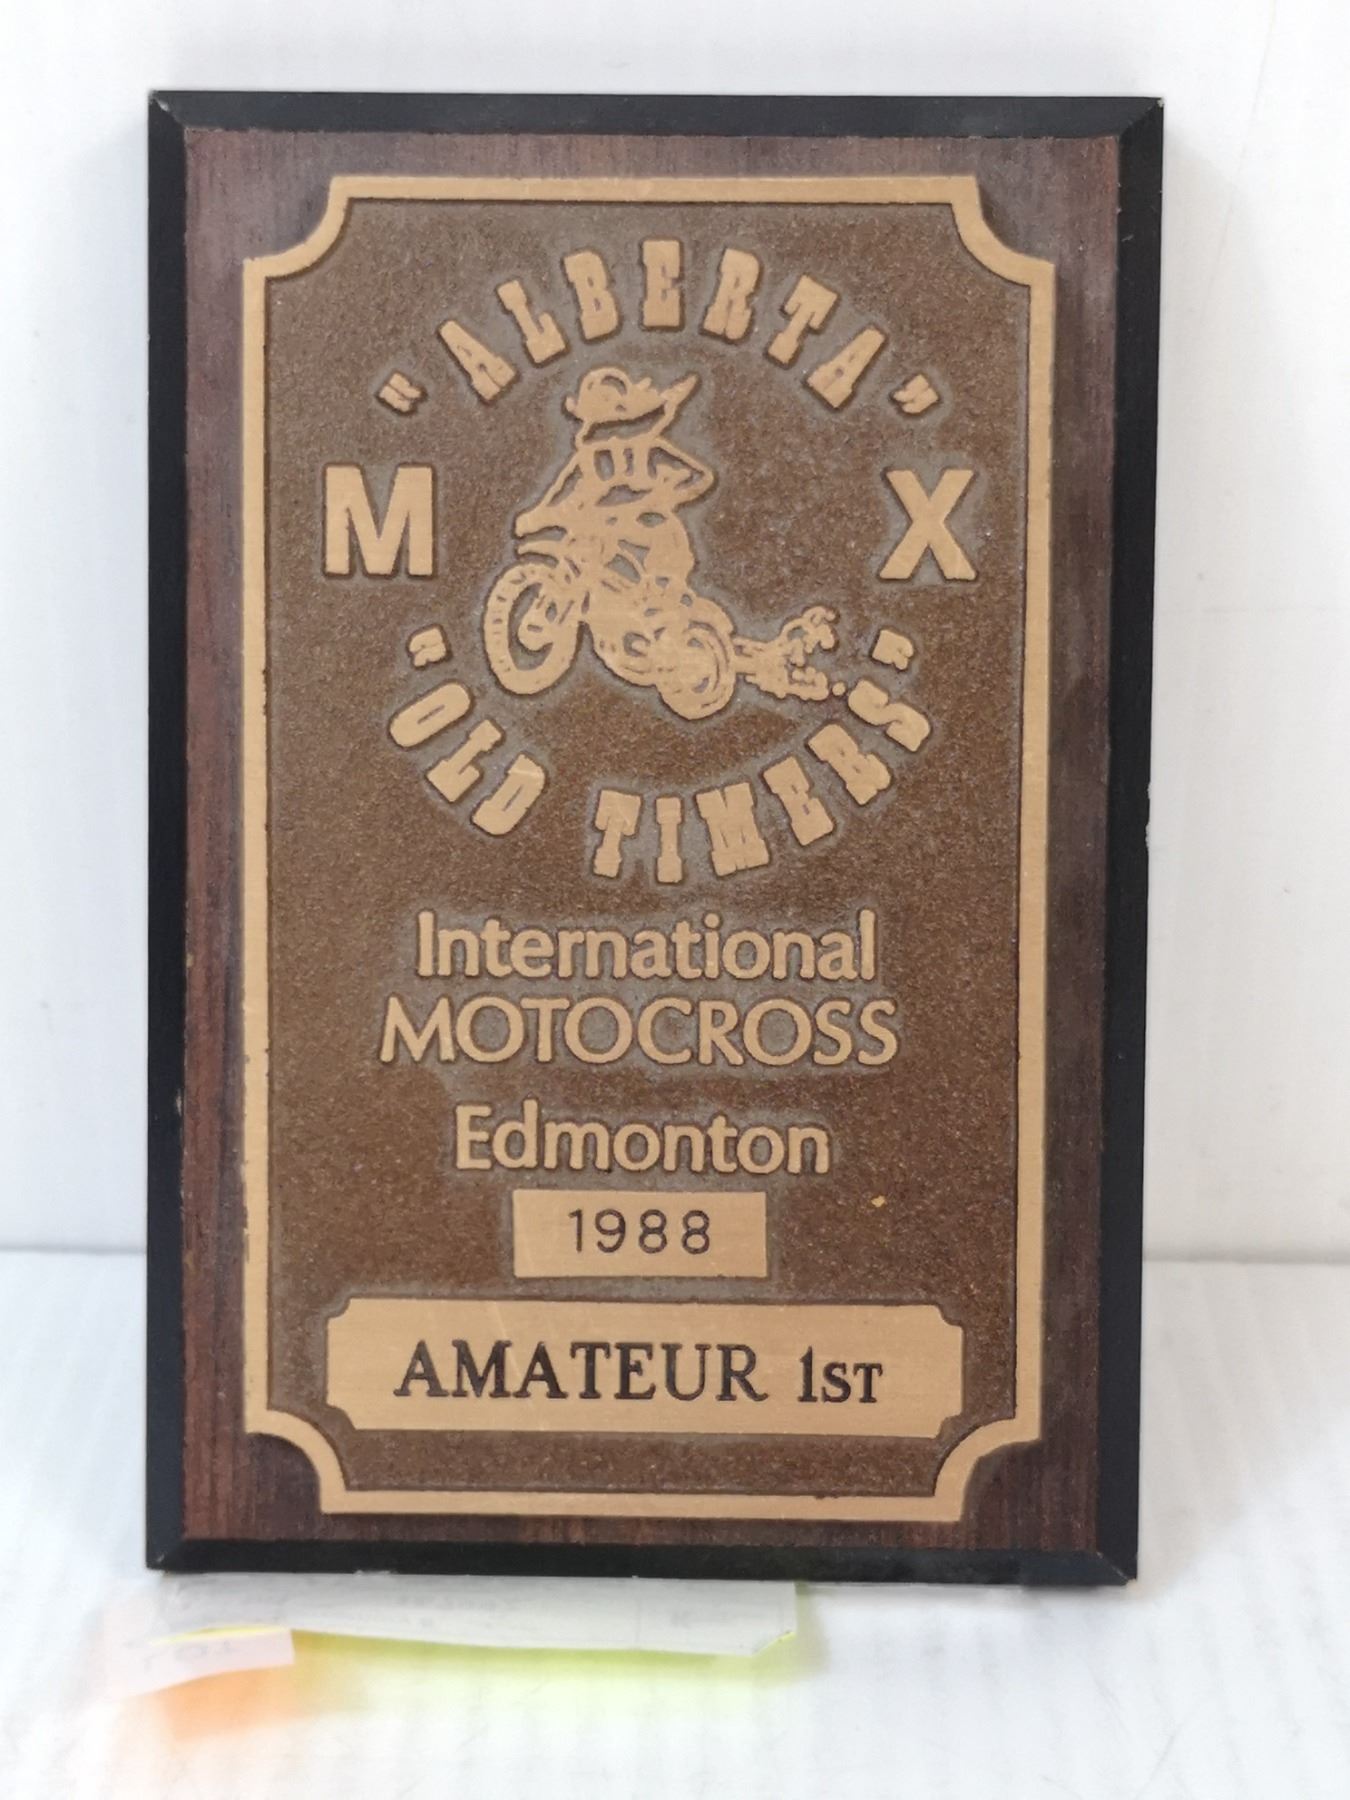 "ALBERTA"
M X
"OLD TIMERS"
International
MOTOCROSS
Edmonton
1988
AMATEUR 1ST